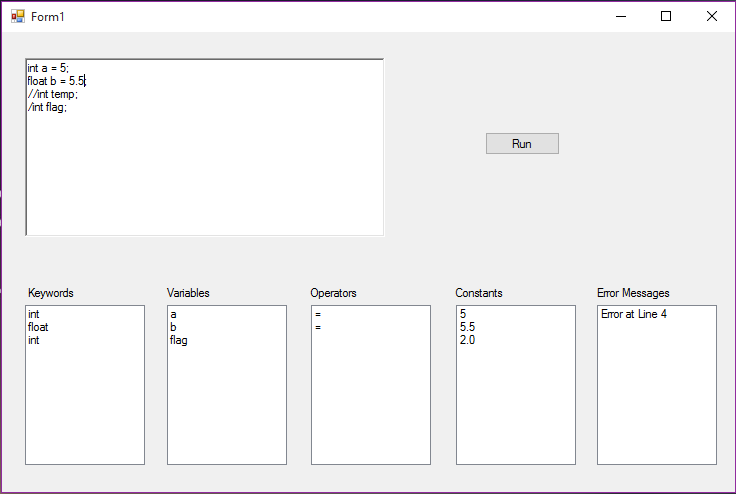 Form1
int a = 5;
float b = 5.5;
//int temp;
/int flag;
Run
Keywords
int
float
int
Variables
a
b
flag
Operators
=
=
Constants
5
5.5
2.0
Error Messages
Error at Line 4